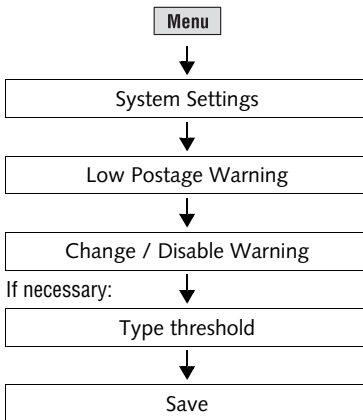 Menu
System Settings
Low Postage Warning
Change / Disable Warning
If necessary:
Type threshold
Save